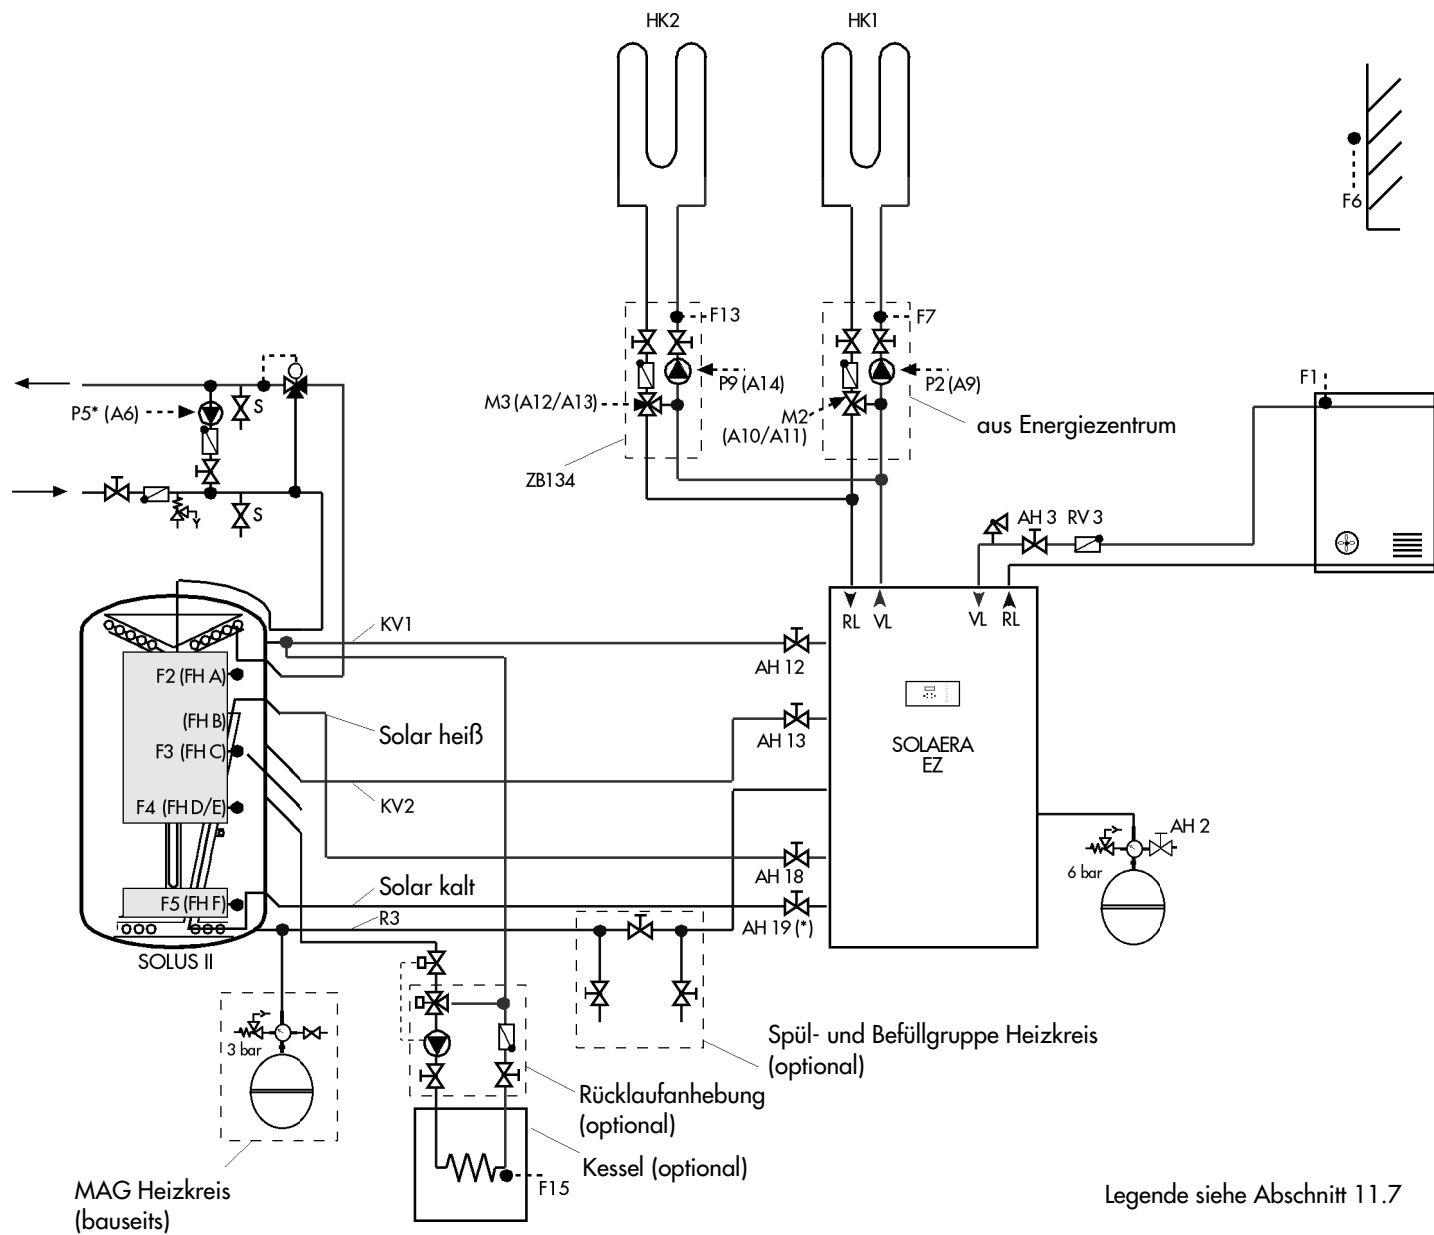 HK2
HK1
F6
F13
F7
P9 (A14)
P2 (A9)
F1
P5* (A6)
S
M3 (A12/A13)
M2
(A10/A11)
aus Energiezentrum
ZB134
S
AH 3
RV 3
RL
VL
VL
RL
KV1
AH 12
F2 (FH A)
(FH B)
Solar heiß
AH 13
F3 (FH C)
SOLAERA
EZ
F4 (FH D/E)
KV2
AH 2
6 bar
AH 18
Solar kalt
F5 (FH F)
R3
AH 19 (*)
SOLUS II
3 bar
Spül- und Befüllgruppe Heizkreis
(optional)
Rücklaufanhebung
(optional)
Kessel (optional)
F15
MAG Heizkreis
(bauseits)
Legende siehe Abschnitt 11.7